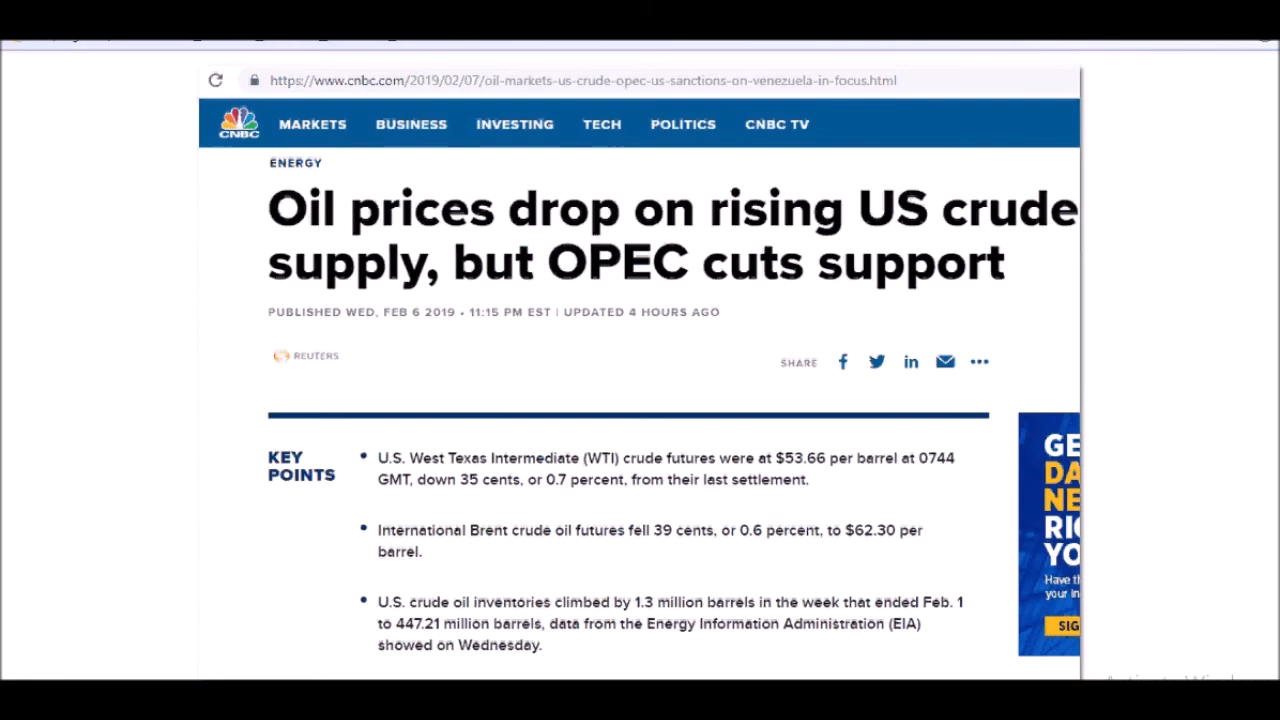 https://www.cnbc.com/2019/02/07/oil-markets-us-crude-opec-us-sanctions-on-venezuela-in-focus.html
CNBC MARKETS BUSINESS INVESTING TECH POLITICS CNBC TV
ENERGY
Oil prices drop on rising US crude
supply, but OPEC cuts support
PUBLISHED WED, FEB 6 2019 • 11:15 PM EST | UPDATED 4 HOURS AGO
REUTERS
SHARE
KEY
POINTS
• U.S. West Texas Intermediate (WTI) crude futures were at $53.66 per barrel at 0744
GMT, down 35 cents, or 0.7 percent, from their last settlement.
• International Brent crude oil futures fell 39 cents, or 0.6 percent, to $62.30 per
barrel.
• U.S. crude oil inventories climbed by 1.3 million barrels in the week that ended Feb. 1
to 447.21 million barrels, data from the Energy Information Administration (EIA)
showed on Wednesday.
GE
DA
NE
RI
YO
Have th
your in
SIG